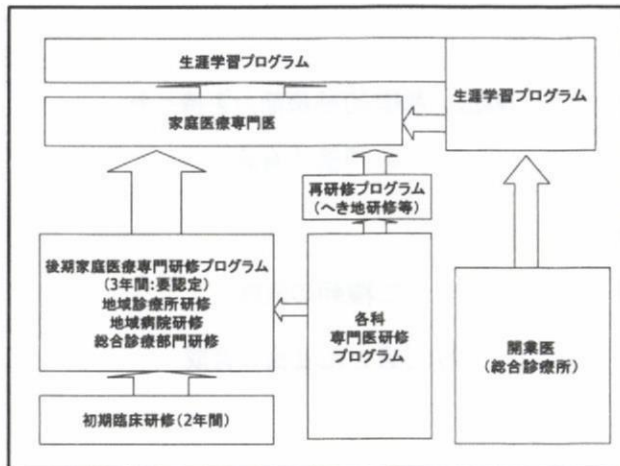 生涯学習プログラム
生涯学習プログラム
家庭医療専門医
再研修プログラム
(へき地研修等)
後期家庭医療専門研修プログラム
(3年間:要認定)
地域診療所研修
地域病院研修
総合診療部門研修
各科
専門医研修
プログラム
開業医
(総合診療所)
初期臨床研修(2年間)